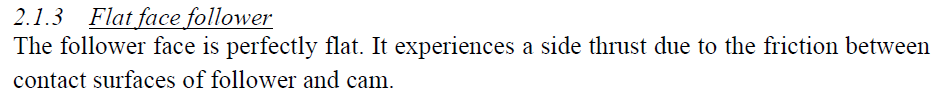 2.1.3 Flat face follower
The follower face is perfectly flat. It experiences a side thrust due to the friction between
contact surfaces of follower and cam.